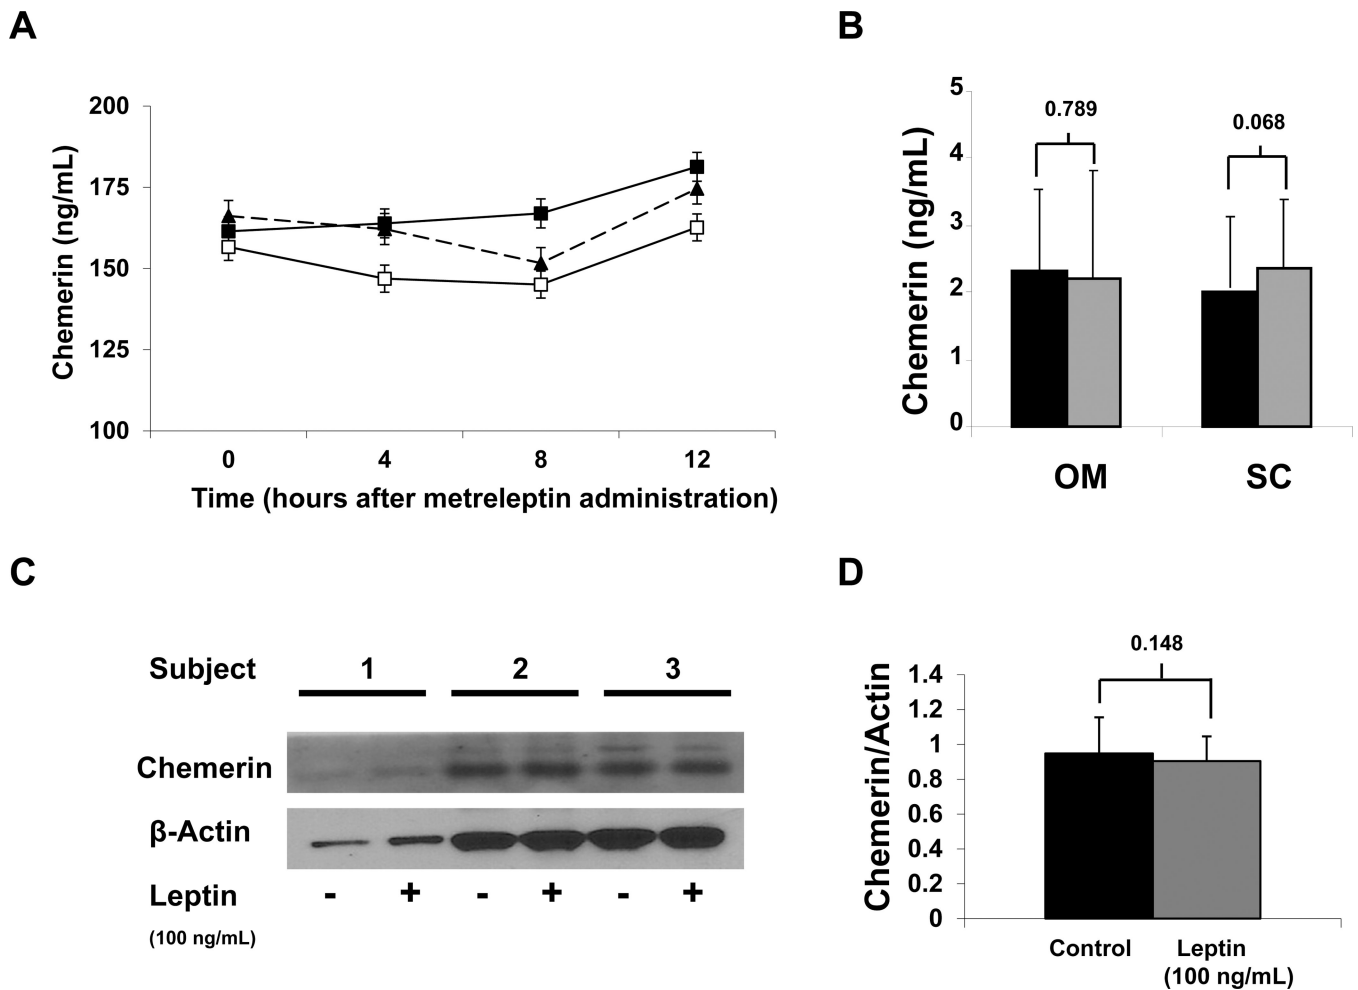 A
200
175
150
125
100
Chemerin (ng/mL)
0 4 8 12
Time (hours after metreleptin administration)
B
5
4
3
2
1
0
Chemerin (ng/mL)
0.789
0.068
OM SC
C
Subject 1 2 3
Chemerin
β-Actin
Leptin - + - + - +
(100 ng/mL)
D
0.148
1.4
1.2
1
0.8
0.6
0.4
0.2
0
Chemerin/Actin
Control Leptin
(100 ng/mL)